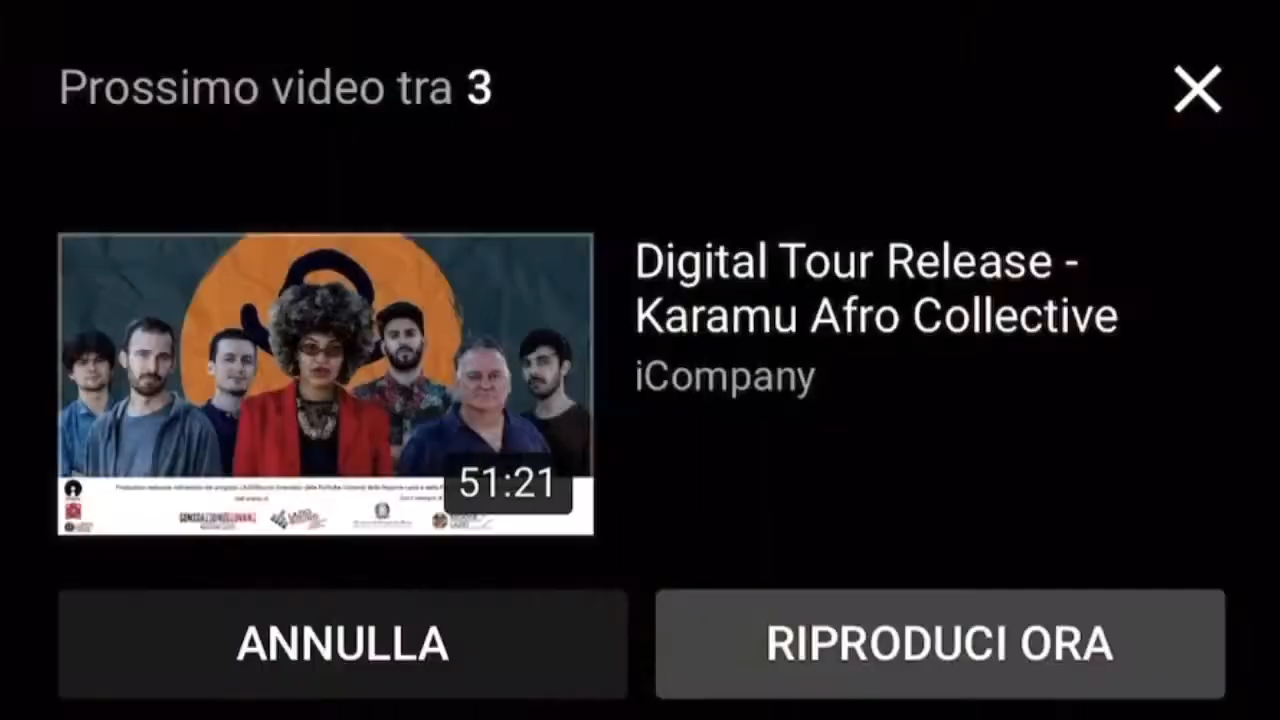 Prossimo video tra 3
Digital Tour Release -
Karamu Afro Collective
iCompany
51:21
ANNULLA
RIPRODUCI ORA